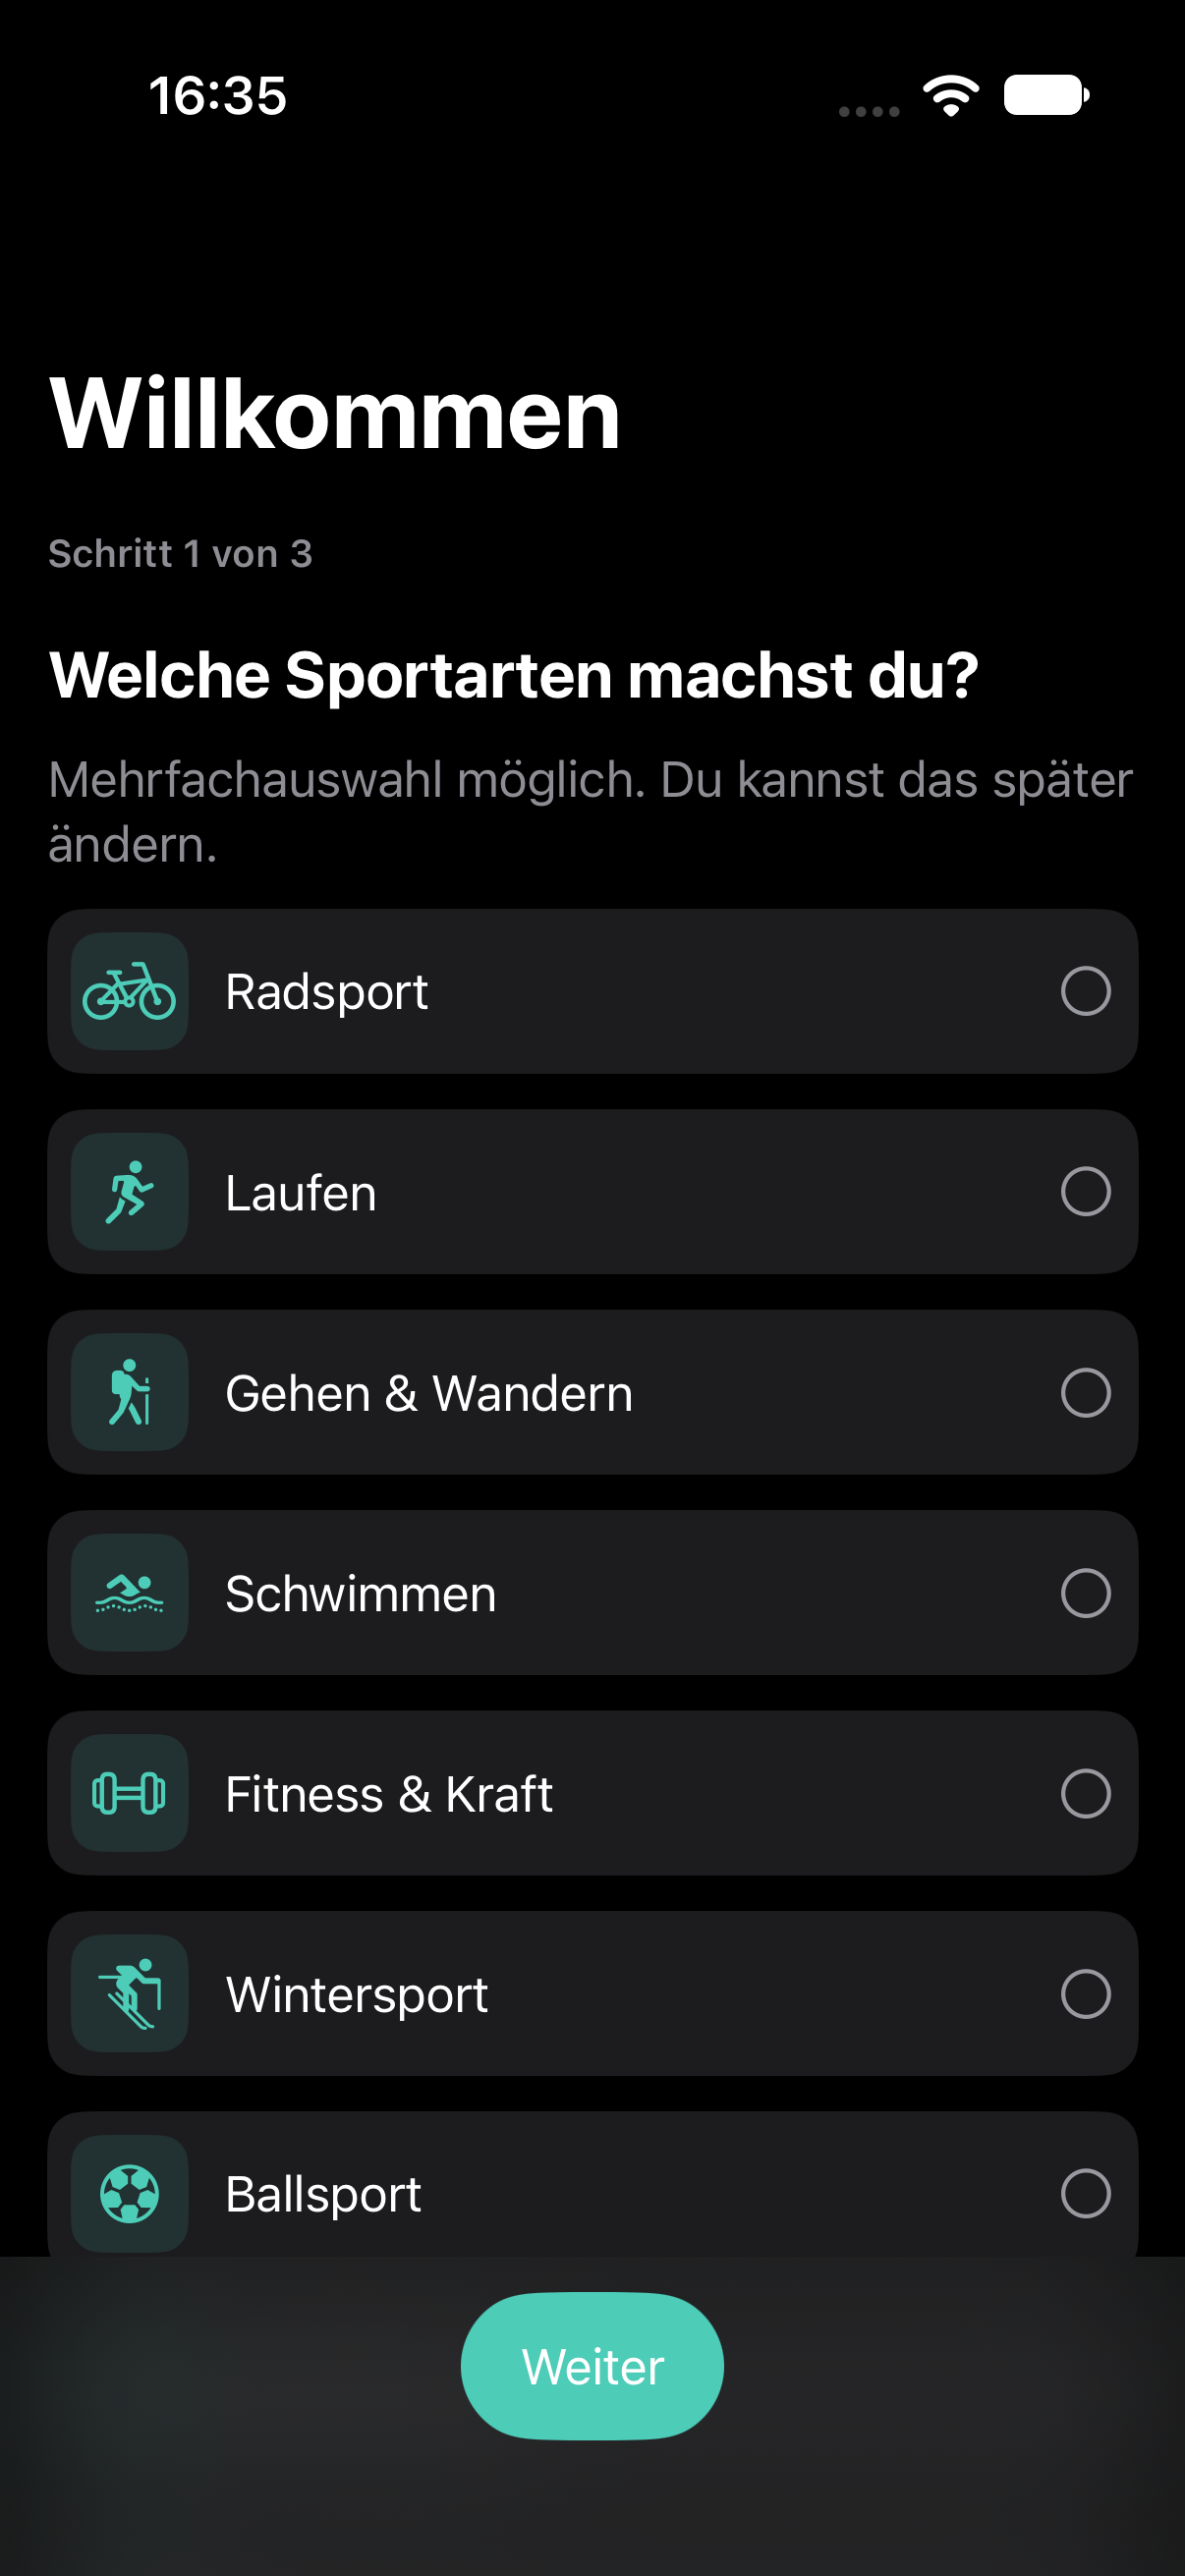 16:35
Willkommen
Schritt 1 von 3
Welche Sportarten machst du?
Mehrfachauswahl möglich. Du kannst das später
ändern.
Radsport
Laufen
Gehen & Wandern
Schwimmen
Fitness & Kraft
Wintersport
Ballsport
Weiter